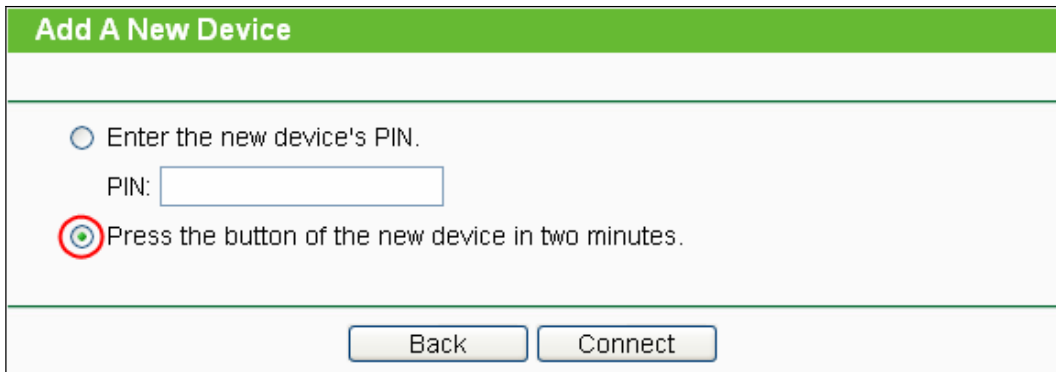 Add A New Device
Enter the new device's PIN.
PIN:
Press the button of the new device in two minutes.
Back Connect